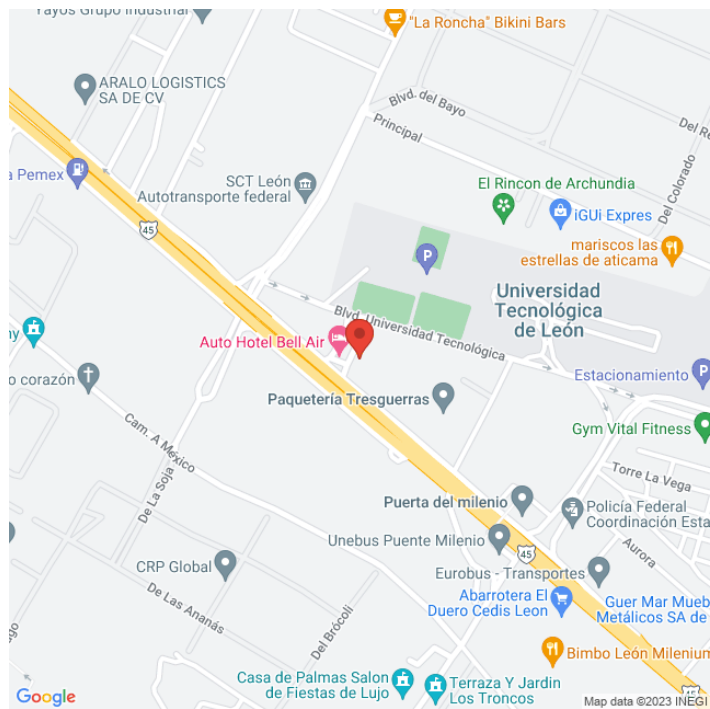 Yayos Grupo Industrial
"La Roncha" Bikini Bars
ARALO LOGISTICS
SA DE CV
Blvd. del Bayo
Principal
Del Re
a Pemex
SCT León
Autotransporte federal
El Rincon de Archundia
iGUi Expres
Del Colorado
mariscos las
estrellas de aticama
45
P
Universidad
Tecnológica
de León
Blvd. Universidad Tecnológica
Auto Hotel Bell Air
ny
o corazón
Estacionamiento
P
Paquetería Tresguerras
Gym Vital Fitness
Cam. A México
De La Soja
Torre La Vega
Puerta del milenio
Policía Federal
Coordinación Esta
Unebus Puente Milenio
45
Aurora
CRP Global
Eurobus - Transportes
De Las Ananás
Abarrotera El
Duero Cedis Leon
Guer Mar Mueb
Metálicos SA de
Del Brócoli
Bimbo León Milenium
Casa de Palmas Salon
de Fiestas de Lujo
Terraza Y Jardin
Los Troncos
45
Google
Map data ©2023 INEGI